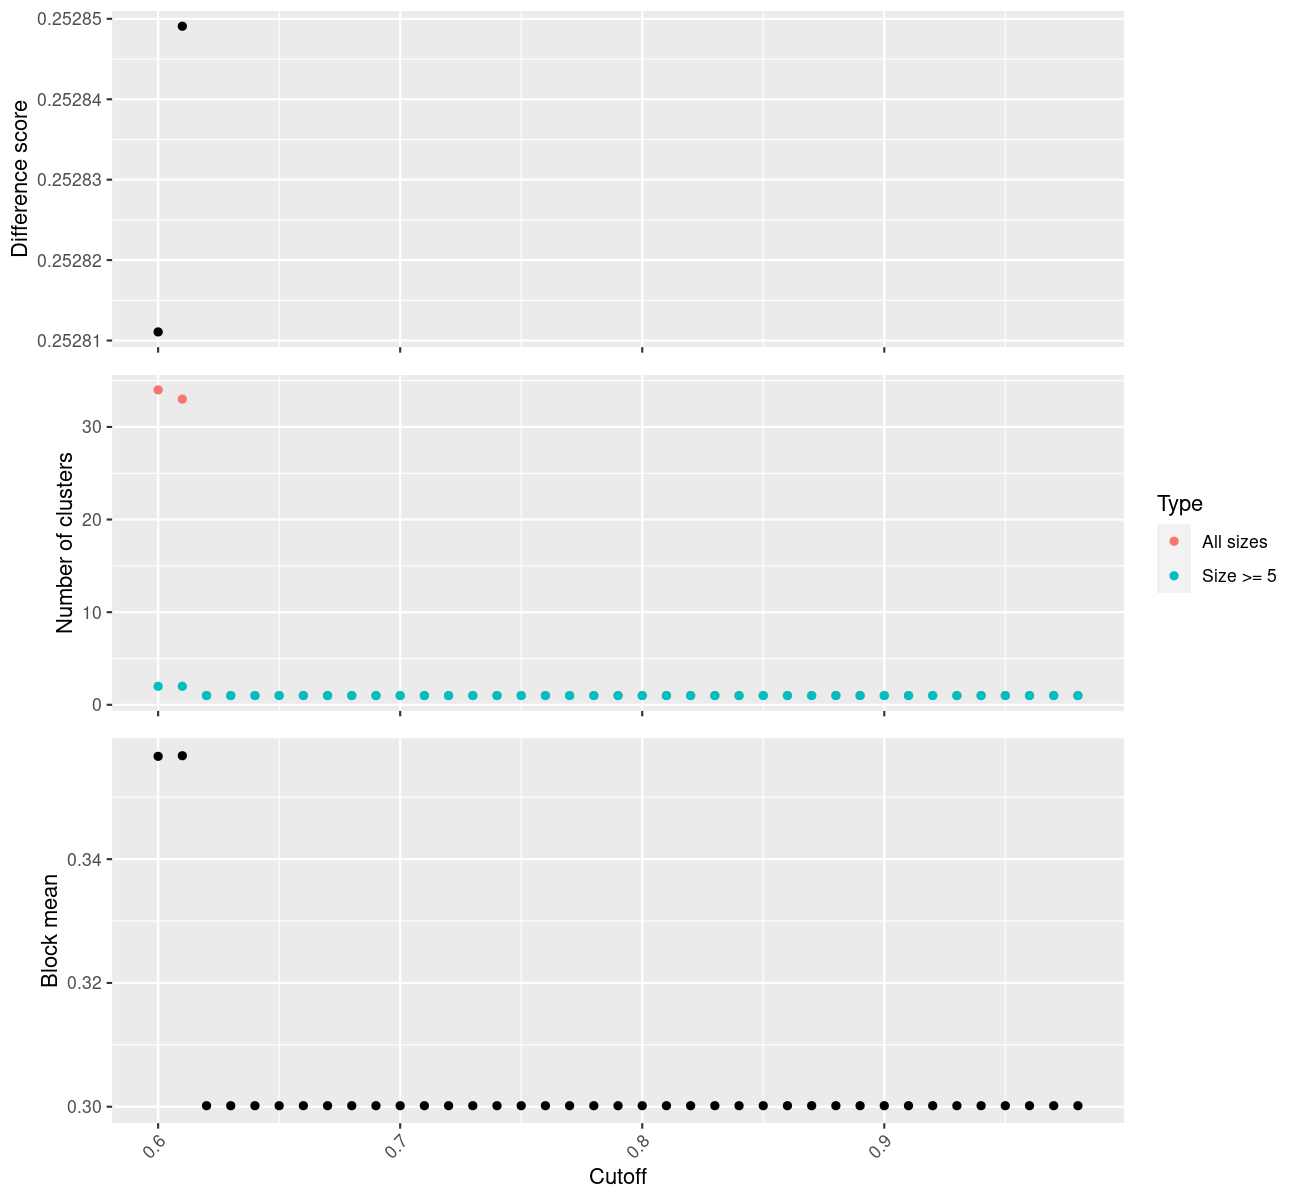 Difference score
0.25285
0.25284
0.25283
0.25282
0.25281
Number of clusters
30
20
10
0
Block mean
0.34
0.32
0.30
0.6
0.7
0.8
0.9
Cutoff
Type
All sizes
Size >= 5